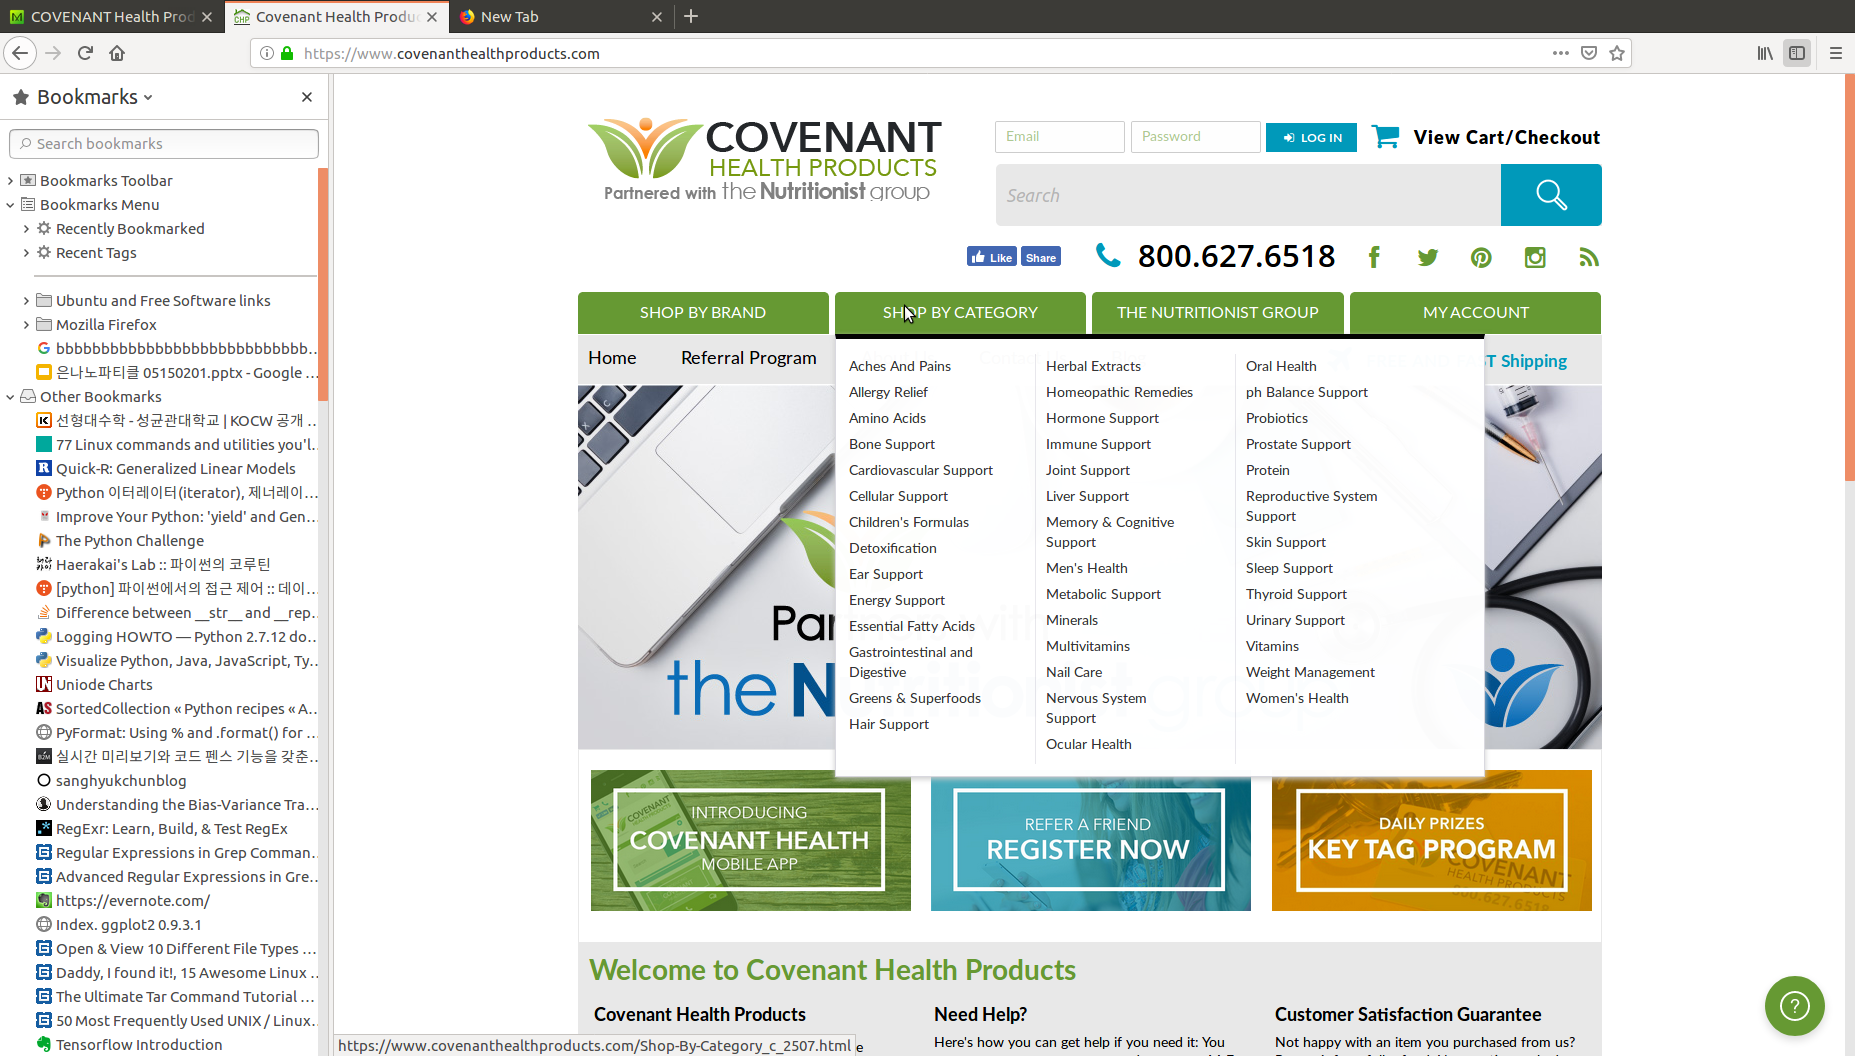 COVENANT Health Pro
Covenant Health Produ
New Tab
https://www.covenanthealthproducts.com
Bookmarks
Search bookmarks
Bookmarks Toolbar
Bookmarks Menu
Recently Bookmarked
Recent Tags
Ubuntu and Free Software links
Mozilla Firefox
bbbbbbbbbbbbbbbbbbbbbbbbbbbb...
은나노파티클 05150201.pptx - Google ...
Other Bookmarks
선형대수학 - 성균관대학교 | KOCW 공개 ...
77 Linux commands and utilities you'l...
Quick-R: Generalized Linear Models
Python 이터레이터(iterator), 제너레이...
Improve Your Python: 'yield' and Gen...
The Python Challenge
Haerakai's Lab :: 파이썬의 코루틴
[python] 파이썬에서의 접근 제어 :: 데이...
Difference between __str__ and __rep...
Logging HOWTO — Python 2.7.12 do...
Visualize Python, Java, JavaScript, Ty...
Uniode Charts
SortedCollection « Python recipes « A...
PyFormat: Using % and .format() for ...
실시간 미리보기와 코드 펜스 기능을 갖춘...
sanghyukchunblog
Understanding the Bias-Variance Tra...
RegExr: Learn, Build, & Test RegEx
Regular Expressions in Grep Comman...
Advanced Regular Expressions in Gre...
https://evernote.com/
Index. ggplot2 0.9.3.1
Open & View 10 Different File Types ...
Daddy, I found it!, 15 Awesome Linux ...
The Ultimate Tar Command Tutorial ...
50 Most Frequently Used UNIX / Linux...
Tensorflow Introduction
COVENANT
HEALTH PRODUCTS
Partnered with the Nutritionist group
Email
Password
LOG IN
View Cart/Checkout
Search
Like
Share
800.627.6518
SHOP BY BRAND
SHOP BY CATEGORY
THE NUTRITIONIST GROUP
MY ACCOUNT
Home
Referral Program
ST Shipping
Aches And Pains
Allergy Relief
Amino Acids
Bone Support
Cardiovascular Support
Cellular Support
Children's Formulas
Detoxification
Ear Support
Energy Support
Essential Fatty Acids
Gastrointestinal and
Digestive
Greens & Superfoods
Hair Support
Herbal Extracts
Homeopathic Remedies
Hormone Support
Immune Support
Joint Support
Liver Support
Memory & Cognitive
Support
Men's Health
Metabolic Support
Minerals
Multivitamins
Nail Care
Nervous System
Support
Ocular Health
Oral Health
ph Balance Support
Probiotics
Prostate Support
Protein
Reproductive System
Support
Skin Support
Sleep Support
Thyroid Support
Urinary Support
Vitamins
Weight Management
Women's Health
Par with
the Nutritionist group
INTRODUCING
COVENANT HEALTH
MOBILE APP
REFER A FRIEND
REGISTER NOW
DAILY PRIZES
KEY TAG PROGRAM
COVENANT
HEALTH PRODUCTS
800.627.6518
Welcome to Covenant Health Products
Covenant Health Products
Need Help?
Here's how you can get help if you need it: You
Customer Satisfaction Guarantee
Not happy with an item you purchased from us?
https://www.covenanthealthproducts.com/Shop-By-Category_c_2507.html